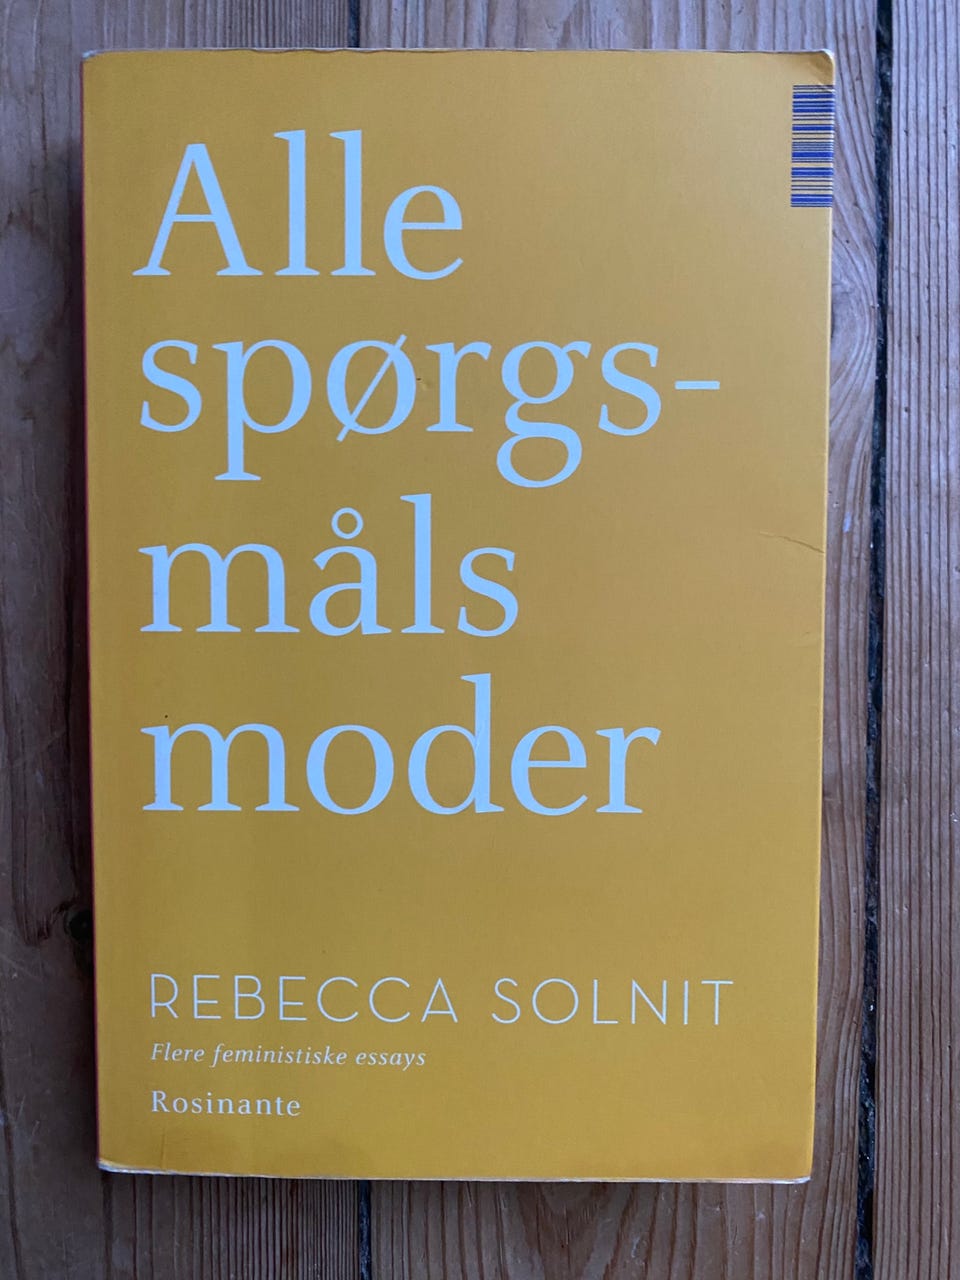 Alle
spørgs-
måls
moder
REBECCA SOLNIT
Flere feministiske essays
Rosinante